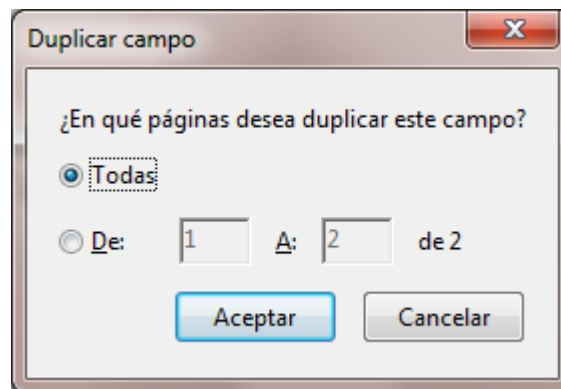 Duplicar campo
¿En qué páginas desea duplicar este campo?
Todas
De: 1 A: 2 de 2
Aceptar Cancelar